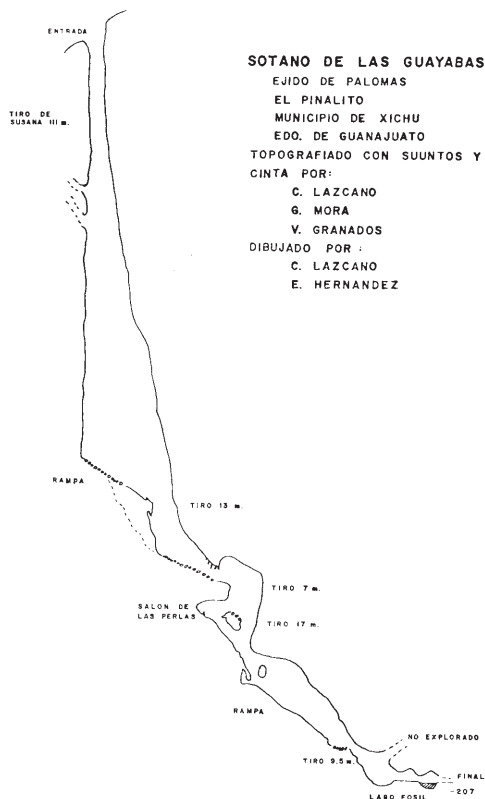 ENTRADA
SOTANO DE LAS GUAYABAS
EJIDO DE PALOMAS
EL PINALITO
MUNICIPIO DE XICHU
EDO. DE GUANAJUATO
TOPOGRAFIADO CON SUUNTOS Y
CINTA POR:
C. LAZCANO
G. MORA
V. GRANADOS
DIBUJADO POR :
C. LAZCANO
E. HERNANDEZ
TIRO DE
SUSANA 111 m.
RAMPA
TIRO 13 m.
TIRO 7 m.
SALON DE
LAS PERLAS
TIRO 17 m.
RAMPA
NO EXPLORADO
TIRO 9.5 m.
FINAL
-207
LAGO FOSIL